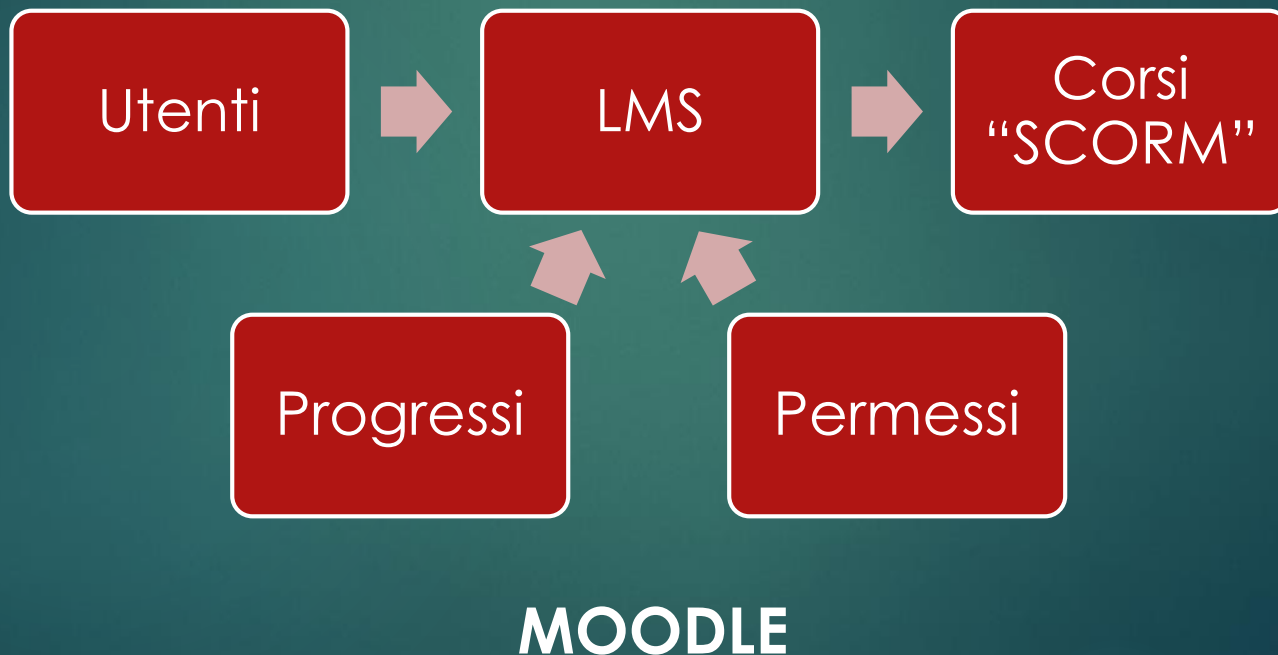 Utenti
LMS
Corsi
“SCORM”
Progressi
Permessi
MOODLE